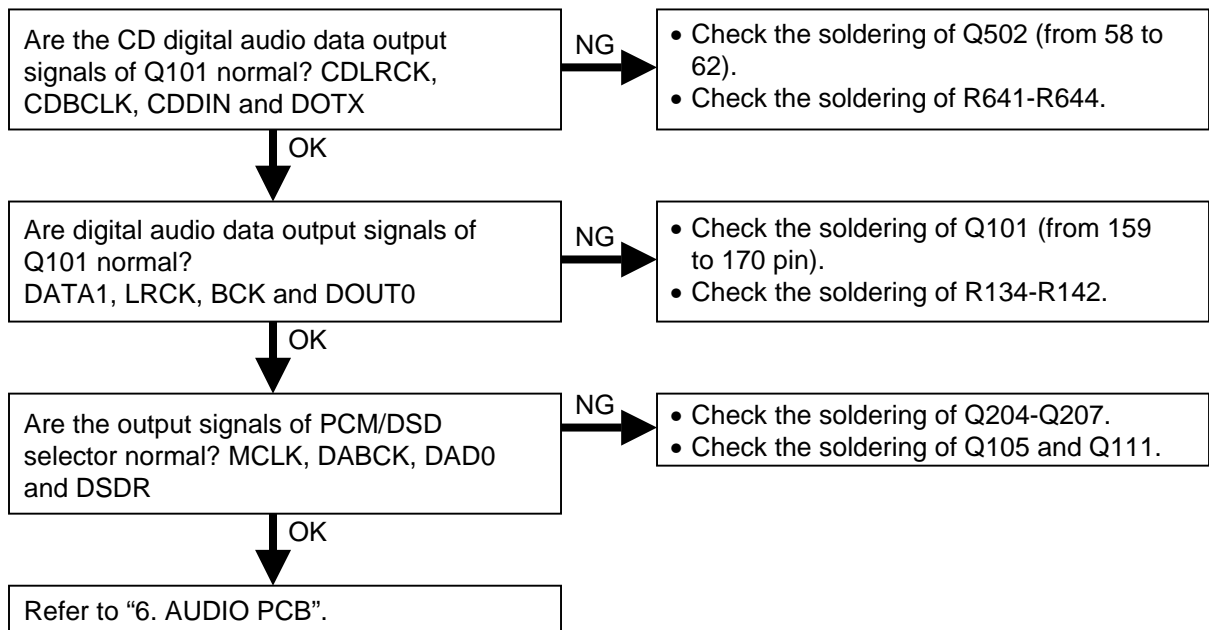 Are the CD digital audio data output
signals of Q101 normal? CDLRCK,
CDBCLK, CDDIN and DOTX
NG
• Check the soldering of Q502 (from 58 to
62).
• Check the soldering of R641-R644.
OK
Are digital audio data output signals of
Q101 normal?
DATA1, LRCK, BCK and DOUT0
NG
• Check the soldering of Q101 (from 159
to 170 pin).
• Check the soldering of R134-R142.
OK
Are the output signals of PCM/DSD
selector normal? MCLK, DABCK, DAD0
and DSDR
NG
• Check the soldering of Q204-Q207.
• Check the soldering of Q105 and Q111.
OK
Refer to “6. AUDIO PCB”.